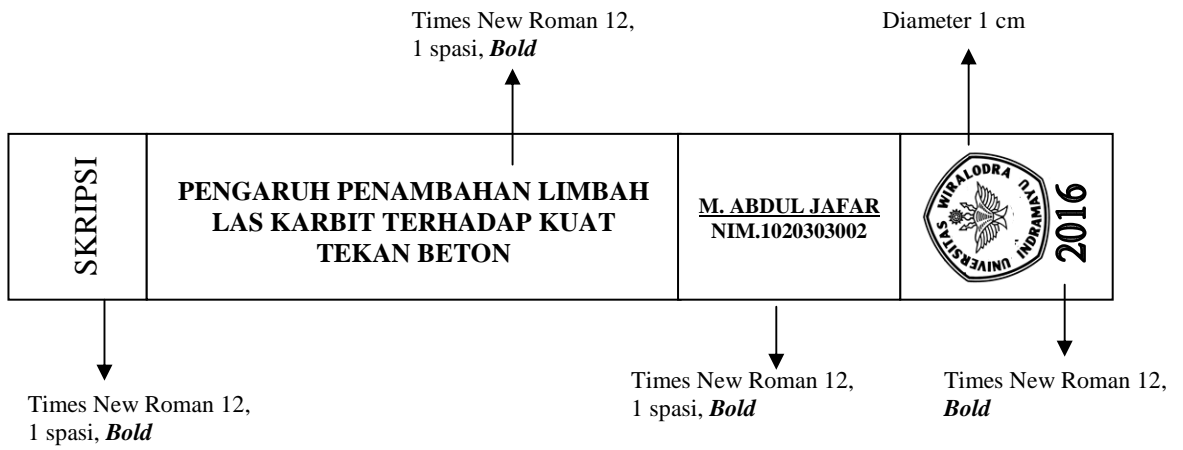 Times New Roman 12,
1 spasi, Bold
Diameter 1 cm
SKRIPSI
PENGARUH PENAMBAHAN LIMBAH
LAS KARBIT TERHADAP KUAT
TEKAN BETON
M. ABDUL JAFAR
NIM.1020303002
UNIVERSITAS WIRALODRA INDRAMAYU
2016
Times New Roman 12,
1 spasi, Bold
Times New Roman 12,
1 spasi, Bold
Times New Roman 12,
Bold